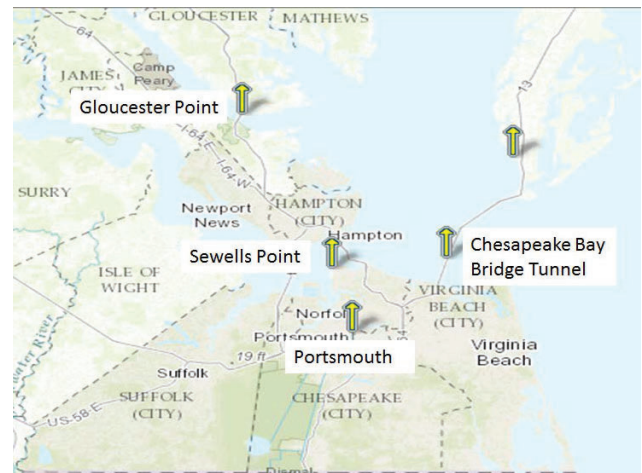 GLOUCESTER
MATHEWS
64
Camp
Peary
JAMES
CITY
13
Gloucester Point
I-64-E
I-64-W
SURRY
HAMPTON
(CITY)
Newport
News
Hampton
Sewells Point
Chesapeake Bay
Bridge Tunnel
ISLE OF
WIGHT
VIRGINIA
BEACH
(CITY)
Norfol
Portsmouth
Virginia
Beach
19 ft
Portsmouth
Suffolk
SUFFOLK
(CITY)
CHESAPEAKE
(CITY)
US-58-E
Dismal